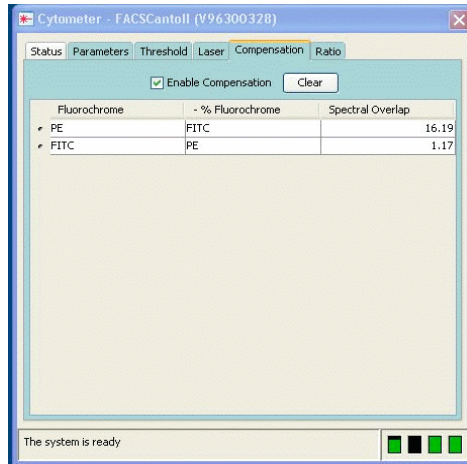 Cytometer - FACSCantoII (V96300328)
Status Parameters Threshold Laser Compensation Ratio
Enable Compensation Clear
Fluorochrome - % Fluorochrome Spectral Overlap
PE FITC 16.19
FITC PE 1.17
The system is ready